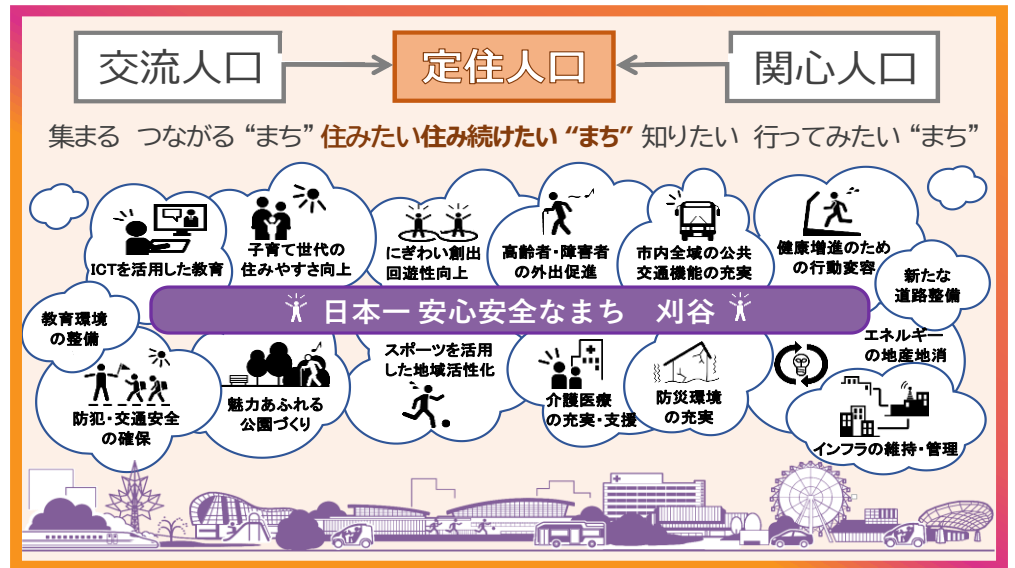 交流人口
定住人口
関心人口
集まる つながる “まち”
住みたい住み続けたい “まち”
知りたい 行ってみたい “まち”
ICTを活用した教育
子育て世代の
住みやすさ向上
にぎわい創出
回遊性向上
高齢者・障害者
の外出促進
市内全域の公共
交通機能の充実
健康増進のため
の行動変容
新たな
道路整備
日本一 安心安全なまち 刈谷
教育環境
の整備
防犯・交通安全
の確保
魅力あふれる
公園づくり
スポーツを活用
した地域活性化
介護医療
の充実・支援
防災環境
の充実
エネルギー
の地産地消
インフラの維持・管理